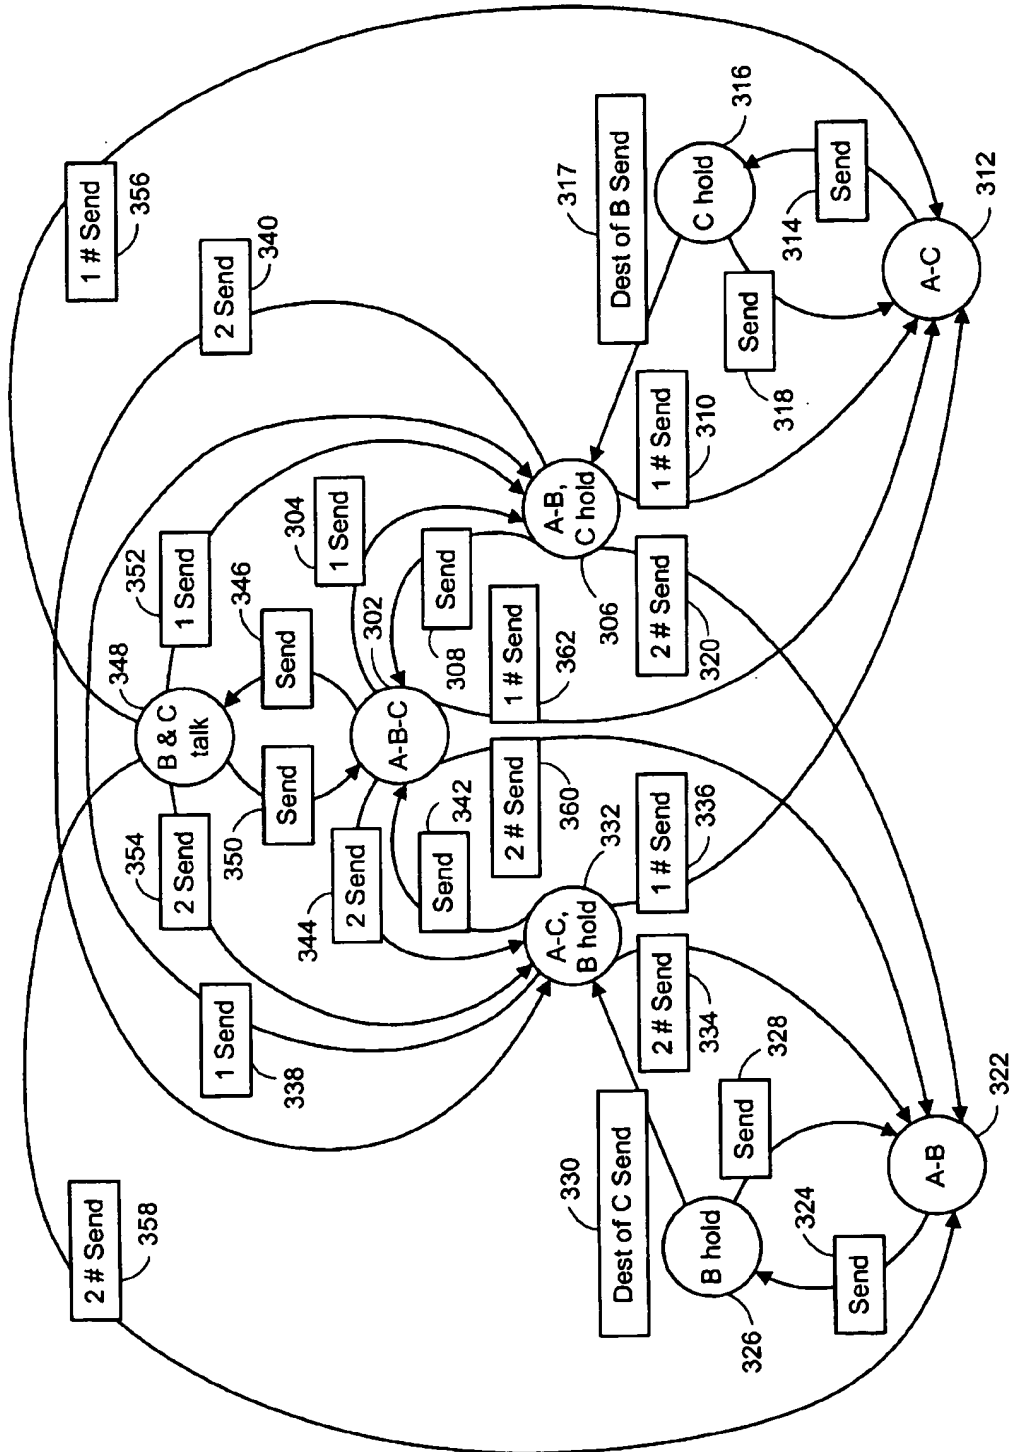 2 # Send
358
1 # Send
356
354
2 Send
B & C
talk
348
352
1 Send
1 Send
338
2 Send
340
350
Send
Send
346
344
2 Send
A-B-C
302
304
1 Send
Send
342
Send
308
2 # Send
360
1 # Send
362
A-C,
B hold
332
A-B,
C hold
306
330
Dest of C Send
317
Dest of B Send
2 # Send
334
1 # Send
336
2 # Send
320
1 # Send
310
B hold
326
Send
328
Send
318
C hold
316
Send
324
Send
314
A-B
322
A-C
312